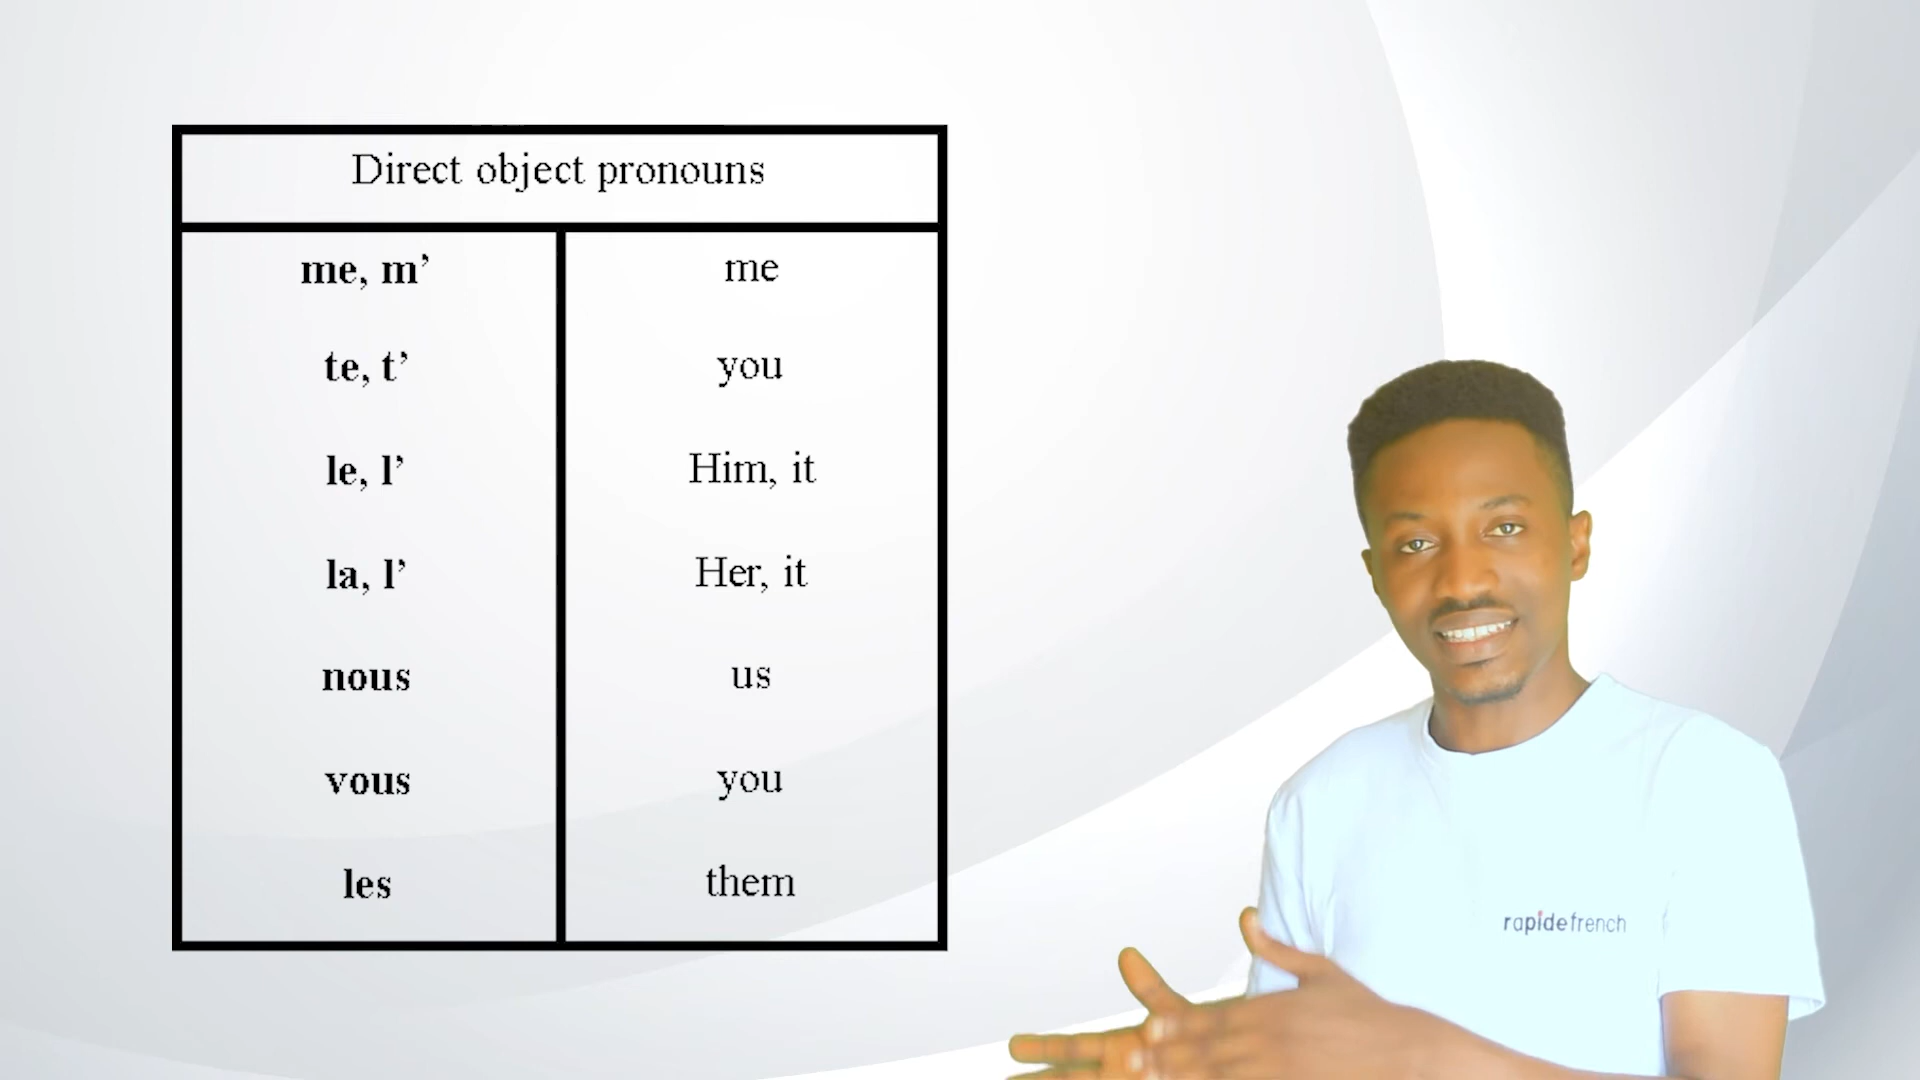 Direct object pronouns
me, m’ me
te, t’ you
le, l’ Him, it
la, l’ Her, it
nous us
vous you
les them
rapidefrench